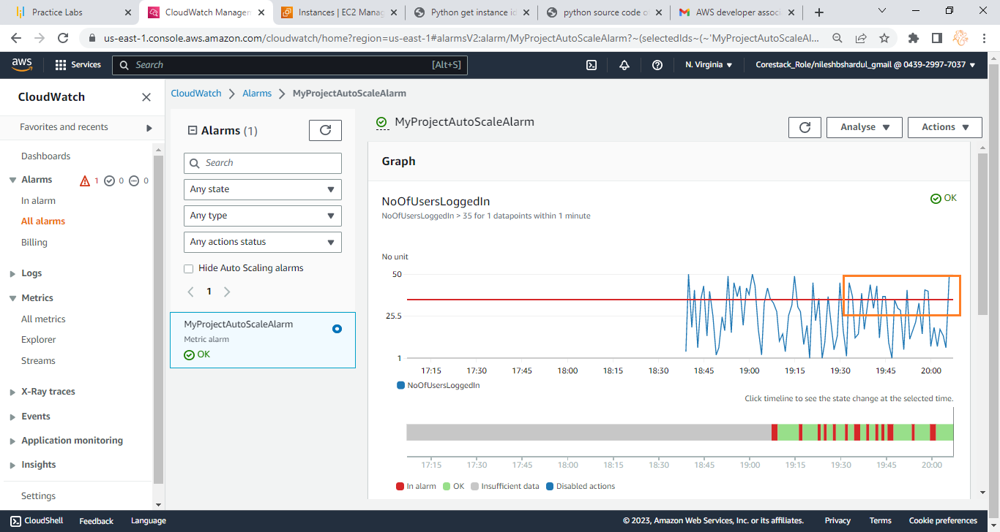 Practice Labs
CloudWatch Managem
Instances | EC2 Manag
Python get instance id
python source code of
AWS developer associ
us-east-1.console.aws.amazon.com/cloudwatch/home?region=us-east-1#alarmsV2:alarm/MyProjectAutoScaleAlarm?~(selectedIds~(~'MyProjectAutoScaleAl...
aws
Services
Search
[Alt+S]
N. Virginia
Corestack_Role/nileshbshardul_gmail @ 0439-2997-7037
CloudWatch
Favorites and recents
Dashboards
Alarms 1 0 0
In alarm
All alarms
Billing
Logs
Metrics
All metrics
Explorer
Streams
X-Ray traces
Events
Application monitoring
Insights
Settings
CloudWatch
Alarms
MyProjectAutoScaleAlarm
Alarms (1)
Search
Any state
Any type
Any actions status
Hide Auto Scaling alarms
1
MyProjectAutoScaleAlarm
Metric alarm
OK
MyProjectAutoScaleAlarm
Analyse
Actions
Graph
NoOfUsersLoggedIn
OK
NoOfUsersLoggedIn > 35 for 1 datapoints within 1 minute
No unit
50
25.5
1
17:15 17:30 17:45 18:00 18:15 18:30 18:45 19:00 19:15 19:30 19:45 20:00
NoOfUsersLoggedIn
Click timeline to see the state change at the selected time.
17:15 17:30 17:45 18:00 18:15 18:30 18:45 19:00 19:15 19:30 19:45 20:00
In alarm OK Insufficient data Disabled actions
CloudShell
Feedback
Language
© 2023, Amazon Web Services, Inc. or its affiliates.
Privacy
Terms
Cookie preferences